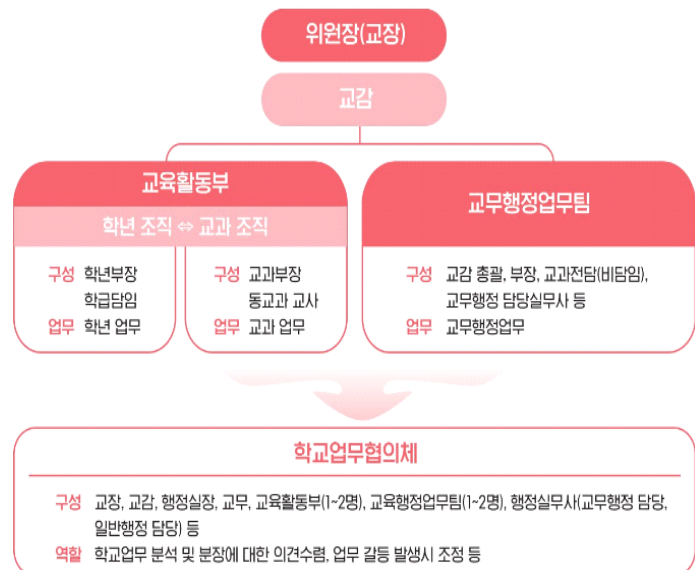 위원장(교장)
교감
교육활동부
학년 조직 ⇔ 교과 조직
구성 학년부장
학급담임
업무 학년 업무
구성 교과부장
동교과 교사
업무 교과 업무
교무행정업무팀
구성 교감 총괄, 부장, 교과전담(비담임),
교무행정 담당실무사 등
업무 교무행정업무
학교업무협의체
구성 교장, 교감, 행정실장, 교무, 교육활동부(1~2명), 교육행정업무팀(1~2명), 행정실무사(교무행정 담당,
일반행정 담당) 등
역할 학교업무 분석 및 분장에 대한 의견수렴, 업무 갈등 발생시 조정 등